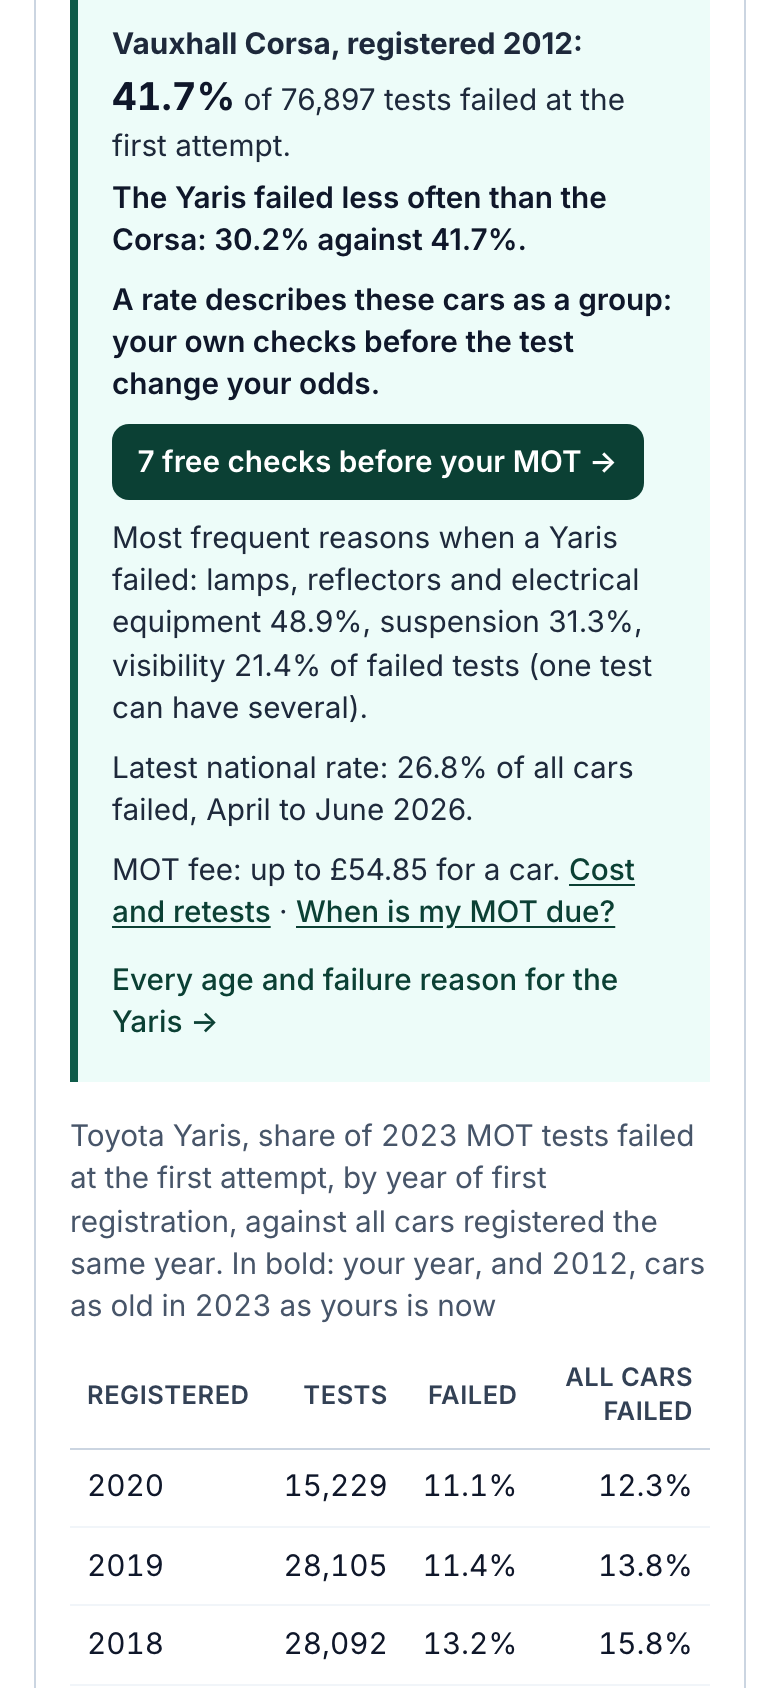 Vauxhall Corsa, registered 2012:
41.7% of 76,897 tests failed at the
first attempt.
The Yaris failed less often than the
Corsa: 30.2% against 41.7%.
A rate describes these cars as a group:
your own checks before the test
change your odds.
7 free checks before your MOT →
Most frequent reasons when a Yaris
failed: lamps, reflectors and electrical
equipment 48.9%, suspension 31.3%,
visibility 21.4% of failed tests (one test
can have several).
Latest national rate: 26.8% of all cars
failed, April to June 2026.
MOT fee: up to £54.85 for a car. Cost
and retests · When is my MOT due?
Every age and failure reason for the
Yaris →
Toyota Yaris, share of 2023 MOT tests failed
at the first attempt, by year of first
registration, against all cars registered the
same year. In bold: your year, and 2012, cars
as old in 2023 as yours is now
REGISTERED TESTS FAILED ALL CARS
FAILED
2020 15,229 11.1% 12.3%
2019 28,105 11.4% 13.8%
2018 28,092 13.2% 15.8%